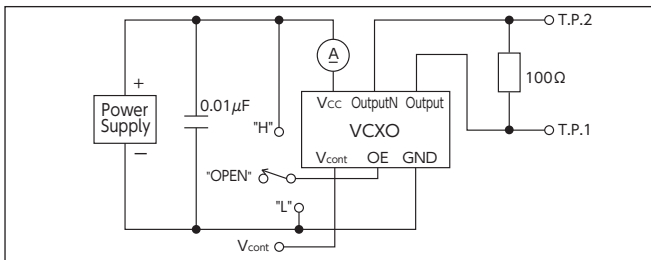 T.P.2
A
+
Power
Supply
−
0.01μF
"H"
100Ω
Vcc OutputN Output
VCXO
Vcont OE GND
T.P.1
"OPEN"
"L"
Vcont